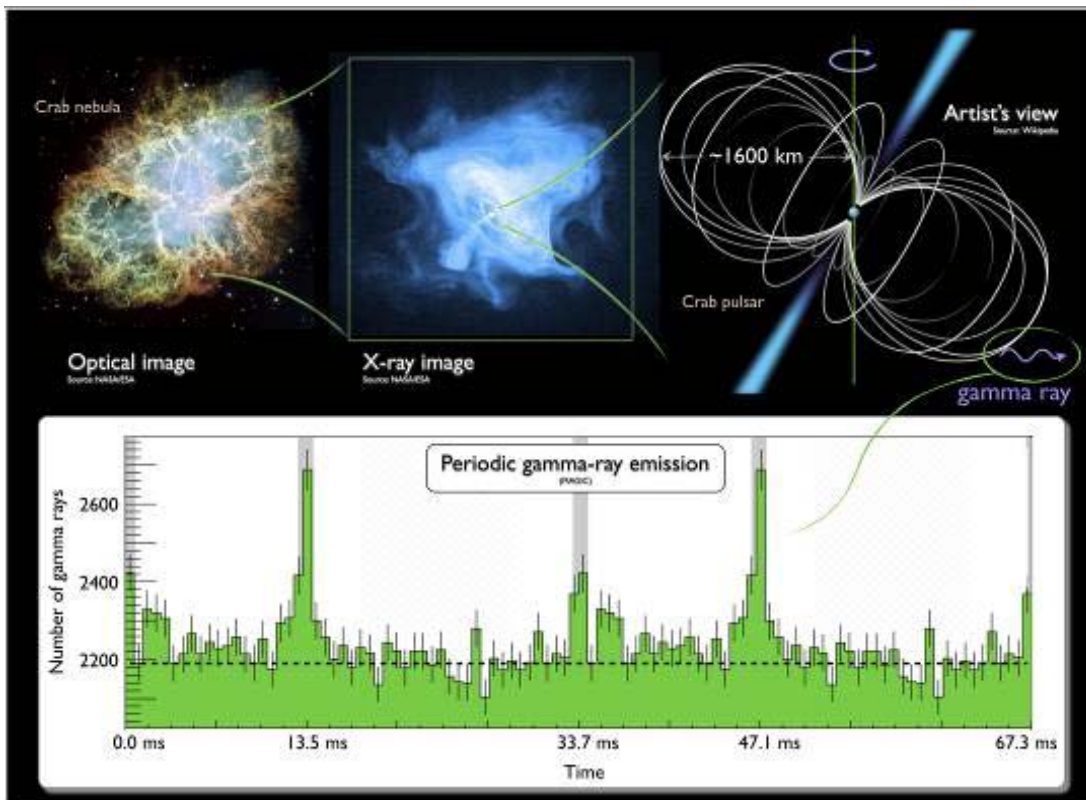 Crab nebula
Optical image
Source: NASA/ESA
X-ray image
Source: NASA/ESA
Artist's view
Source: Wikipedia
~1600 km
Crab pulsar
gamma ray
Periodic gamma-ray emission
(MAGIC)
Number of gamma rays
2600
2400
2200
0.0 ms
13.5 ms
33.7 ms
47.1 ms
67.3 ms
Time